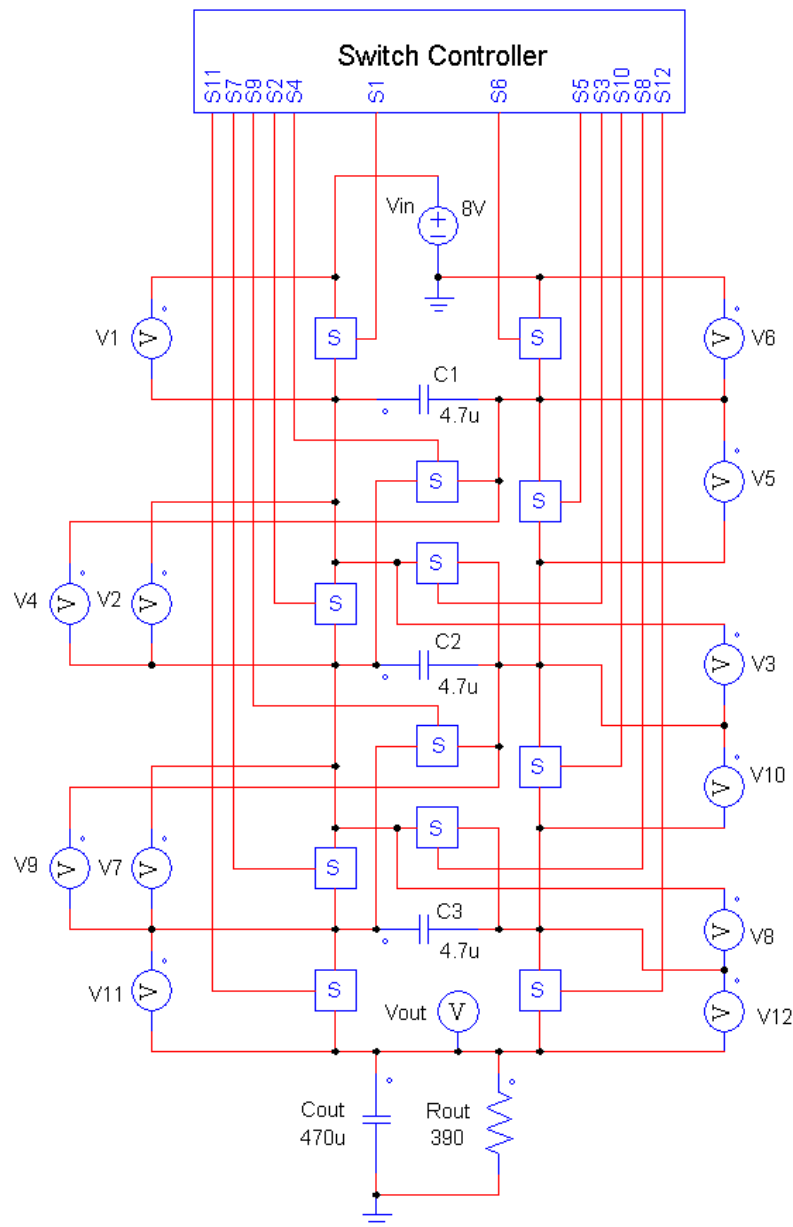 Switch Controller
S11 S7 S9 S2 S4 S1 S6 S5 S3 S10 S8 S12
Vin 8V
V1 S S V6
C1
4.7u
S V5
S
S
V4 V2 S
C2 V3
4.7u
S
S V10
S
V9 V7 S
C3 V8
4.7u
V11 S S
Vout V V12
Cout Rout
470u 390